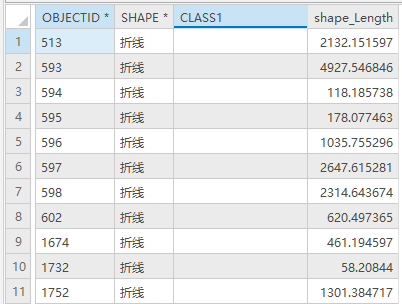 OBJECTID * SHAPE * CLASS1 shape_Length
1 513 折线 2132.151597
2 593 折线 4927.546846
3 594 折线 118.185738
4 595 折线 178.077463
5 596 折线 1035.755296
6 597 折线 2647.615281
7 598 折线 2314.643674
8 602 折线 620.497365
9 1674 折线 461.194597
10 1732 折线 58.20844
11 1752 折线 1301.384717